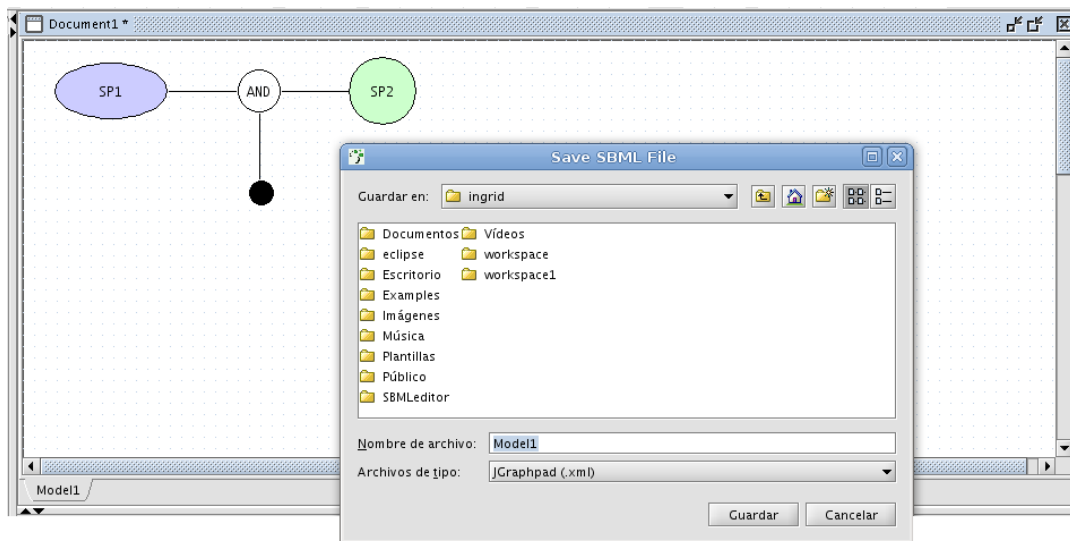 Document1 *
SP1 AND SP2
Save SBML File
Guardar en: ingrid
Documentos Vídeos
eclipse workspace
Escritorio workspace1
Examples
Imágenes
Música
Plantillas
Público
SBMLeditor
Nombre de archivo: Model1
Archivos de tipo: JGraphpad (.xml)
Model1
Guardar Cancelar